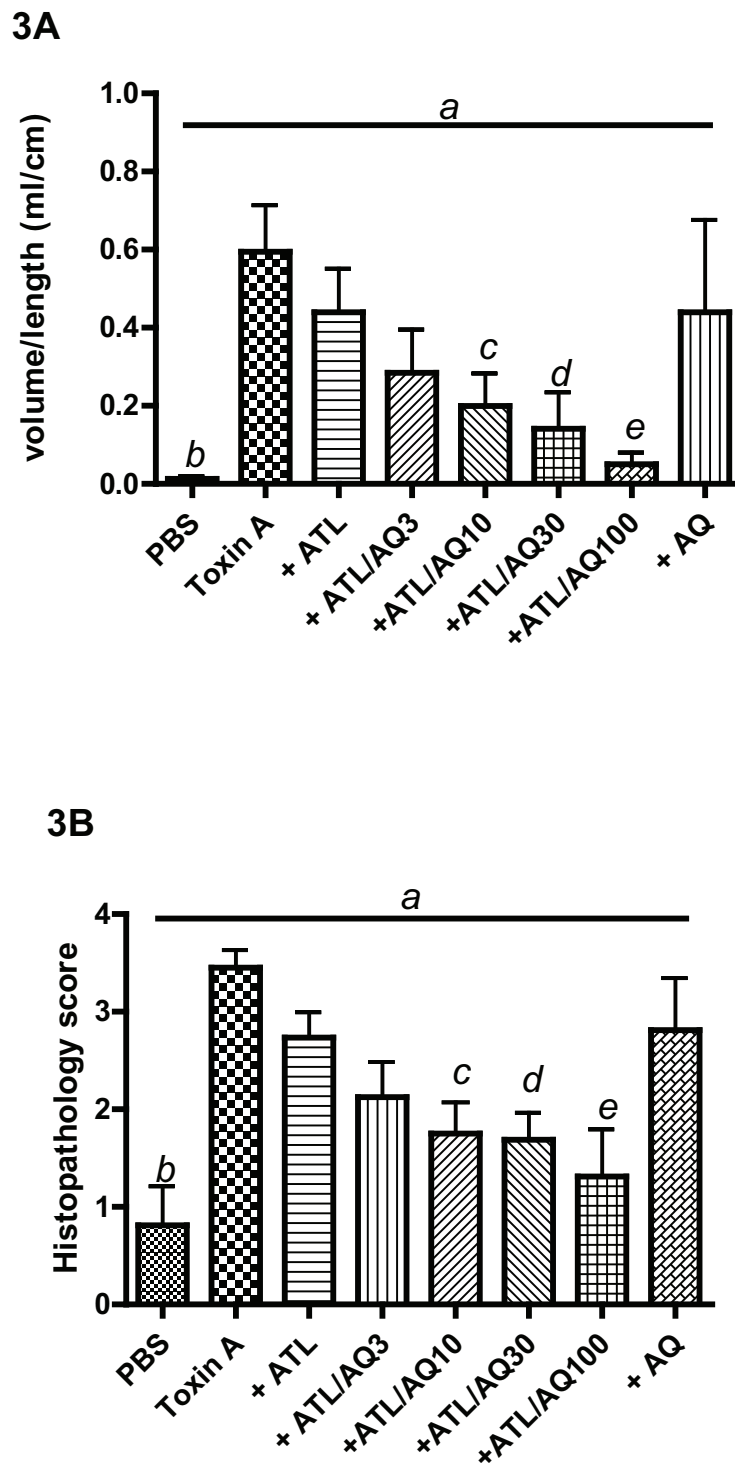 3A
volume/length (ml/cm)
1.0
0.8
0.6
0.4
0.2
0.0
a
b
c
d
e
PBS
Toxin A
+ ATL
+ ATL/AQ3
+ATL/AQ10
+ATL/AQ30
+ATL/AQ100
+ AQ
3B
Histopathology score
4
3
2
1
0
a
b
c
d
e
PBS
Toxin A
+ ATL
+ ATL/AQ3
+ATL/AQ10
+ATL/AQ30
+ATL/AQ100
+ AQ